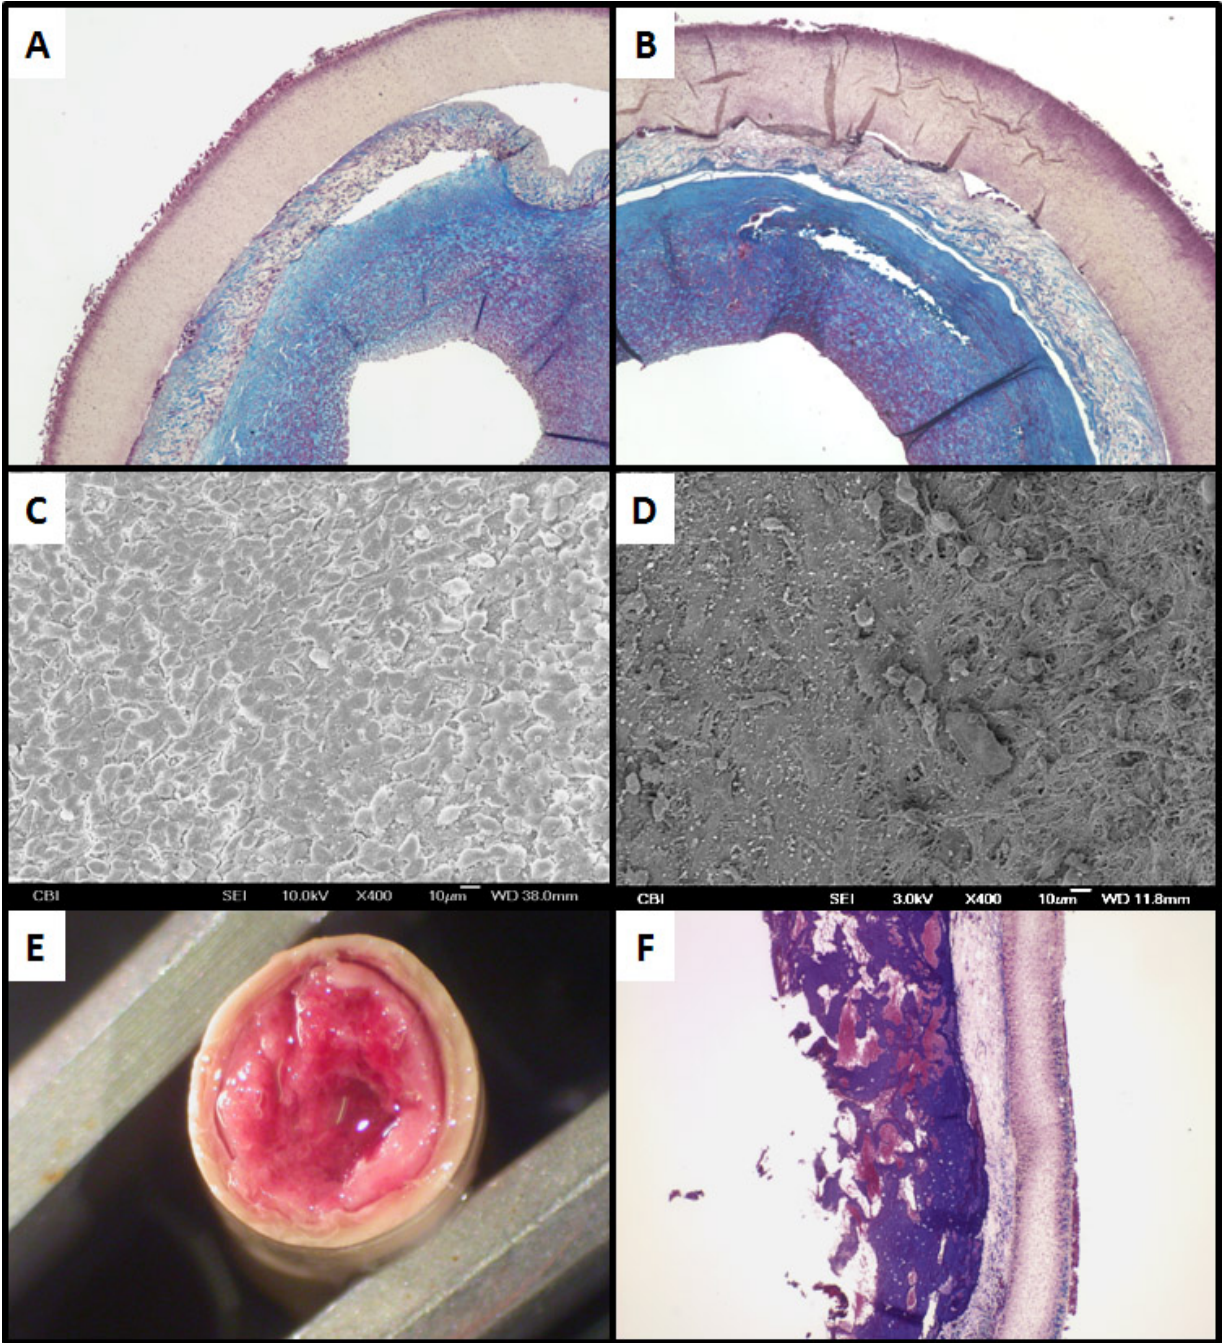 A
B
C
D
CBI SEI 10.0kV X400 10μm WD 38.0mm
CBI SEI 3.0kV X400 10μm WD 11.8mm
E
F